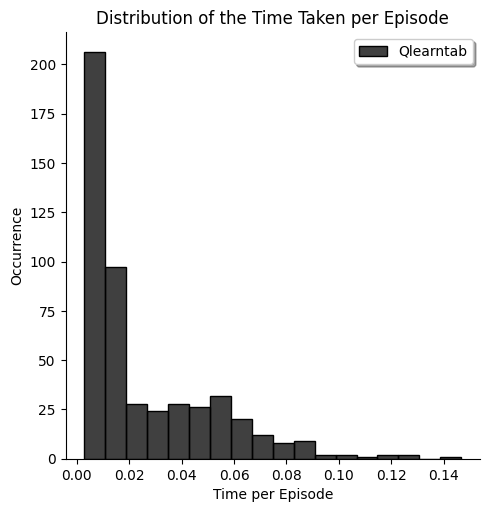 Distribution of the Time Taken per Episode
Qlearntab
200
175
150
125
100
75
50
25
0
Occurrence
0.00 0.02 0.04 0.06 0.08 0.10 0.12 0.14
Time per Episode